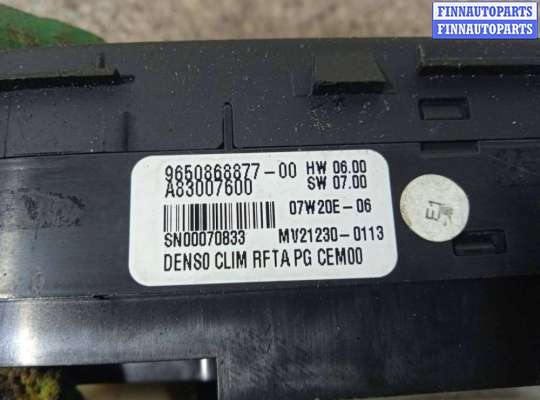 FINNAUTOPARTS
FINNAUTOPARTS
9650868877-00 HW 06.00
A83007600 SW 07.00
07W20E-06
SN00070833 MV21230-0113
DENSO CLIM RFTA PG CEM00
E1